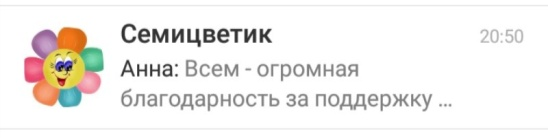 Семицветик 20:50
Анна: Всем - огромная
благодарность за поддержку ...